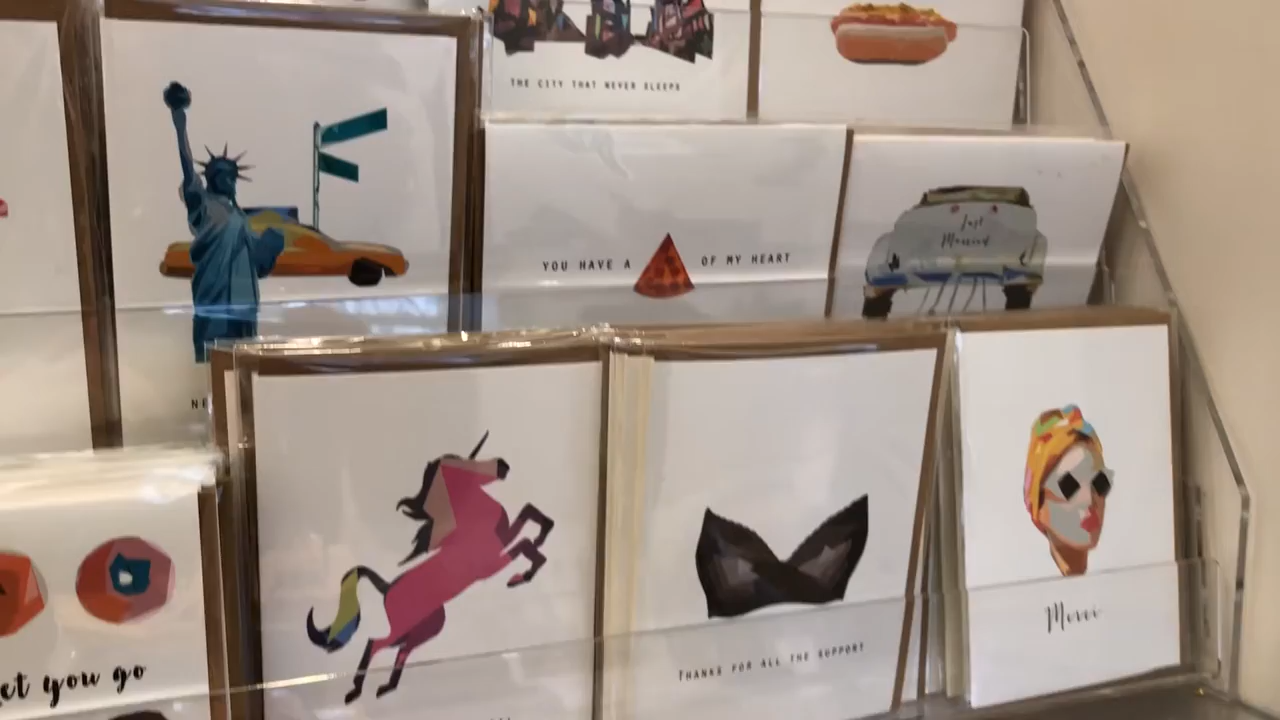 THE CITY THAT NEVER SLEEPS
YOU HAVE A OF MY HEART
Just
Married
THANKS FOR ALL THE SUPPORT
Merci
let you go